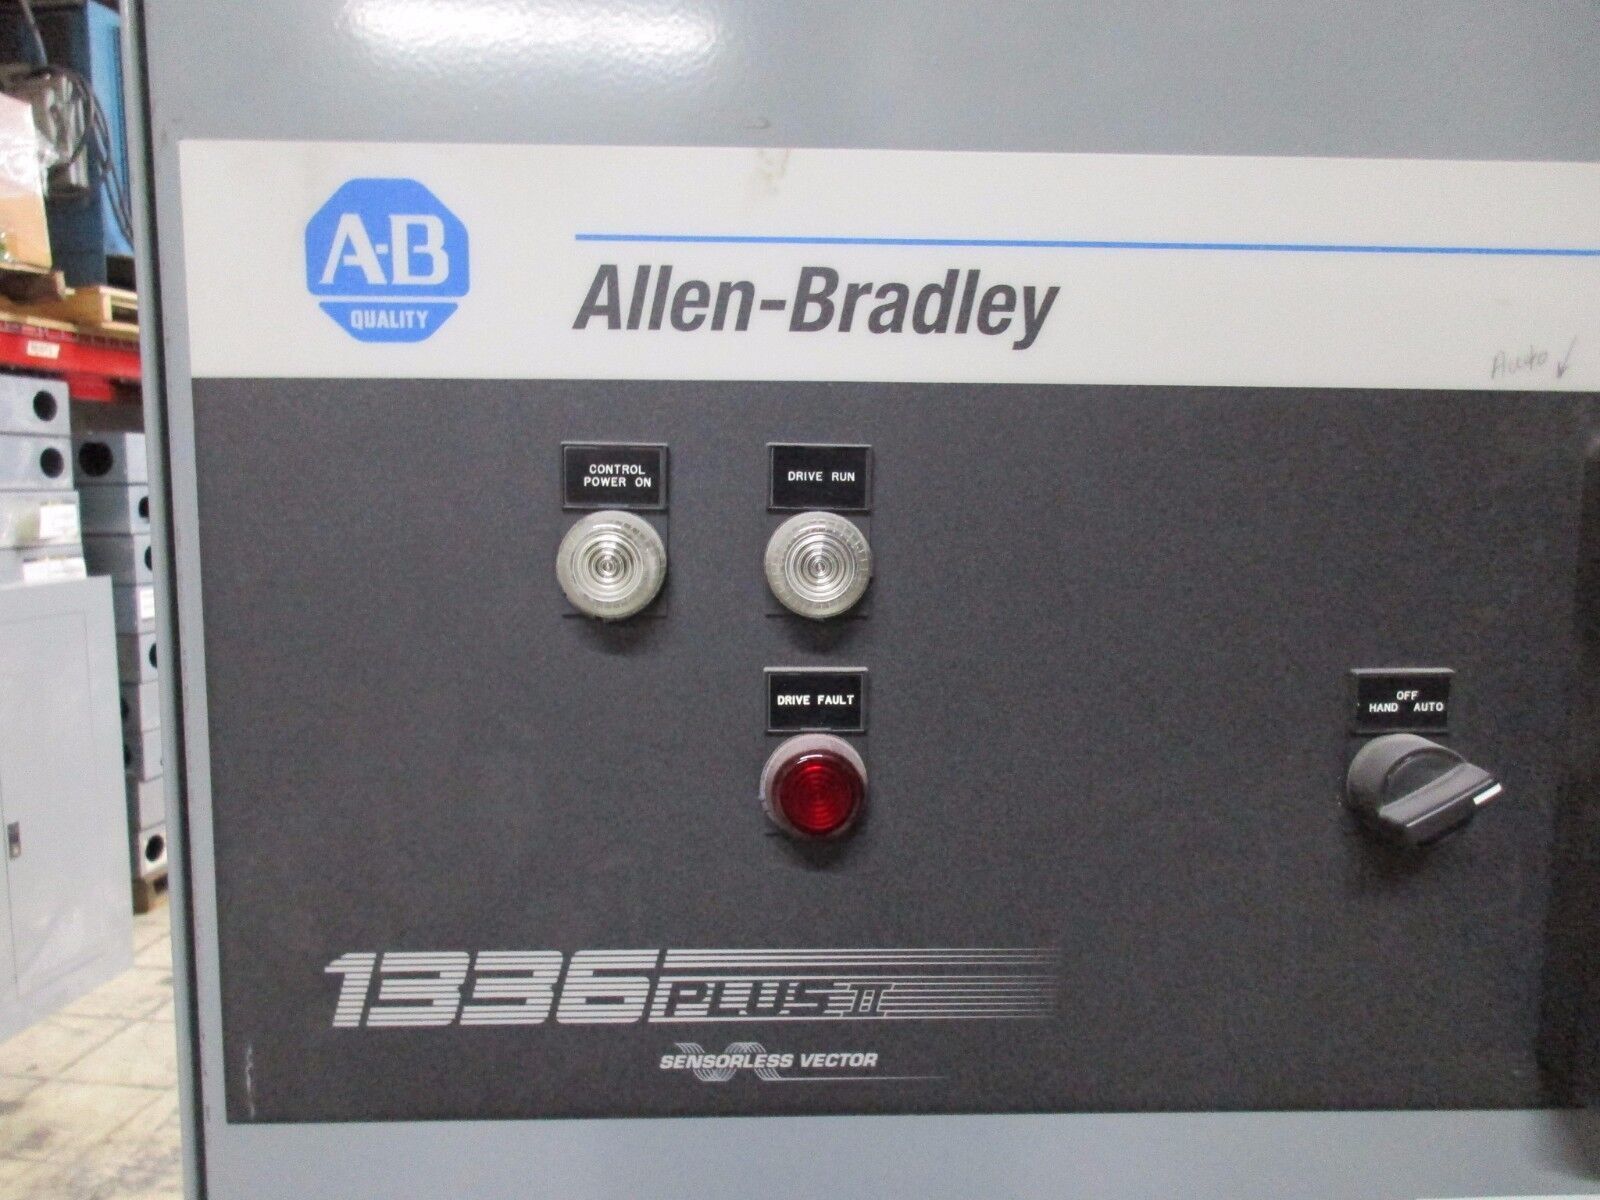 A-B
QUALITY
Allen-Bradley
Auto
CONTROL
POWER ON
DRIVE RUN
DRIVE FAULT
OFF
HAND AUTO
1336 PLUS II
SENSORLESS VECTOR